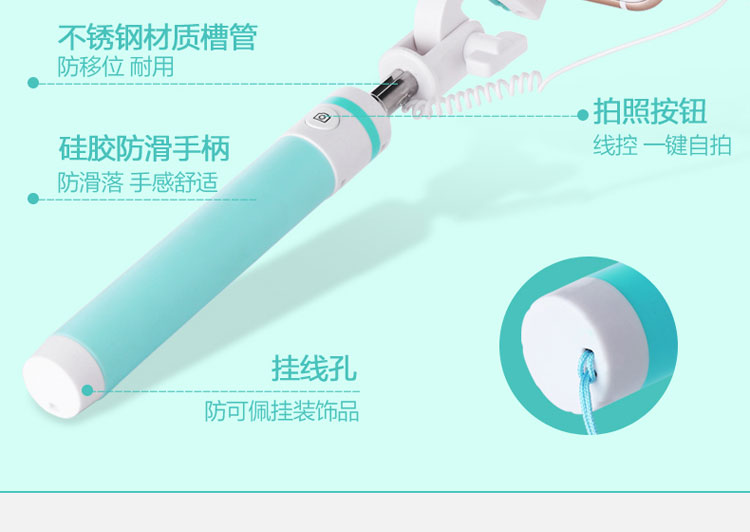 不锈钢材质槽管
防移位 耐用
拍照按钮
线控 一键自拍
硅胶防滑手柄
防滑落 手感舒适
挂线孔
防可佩挂装饰品